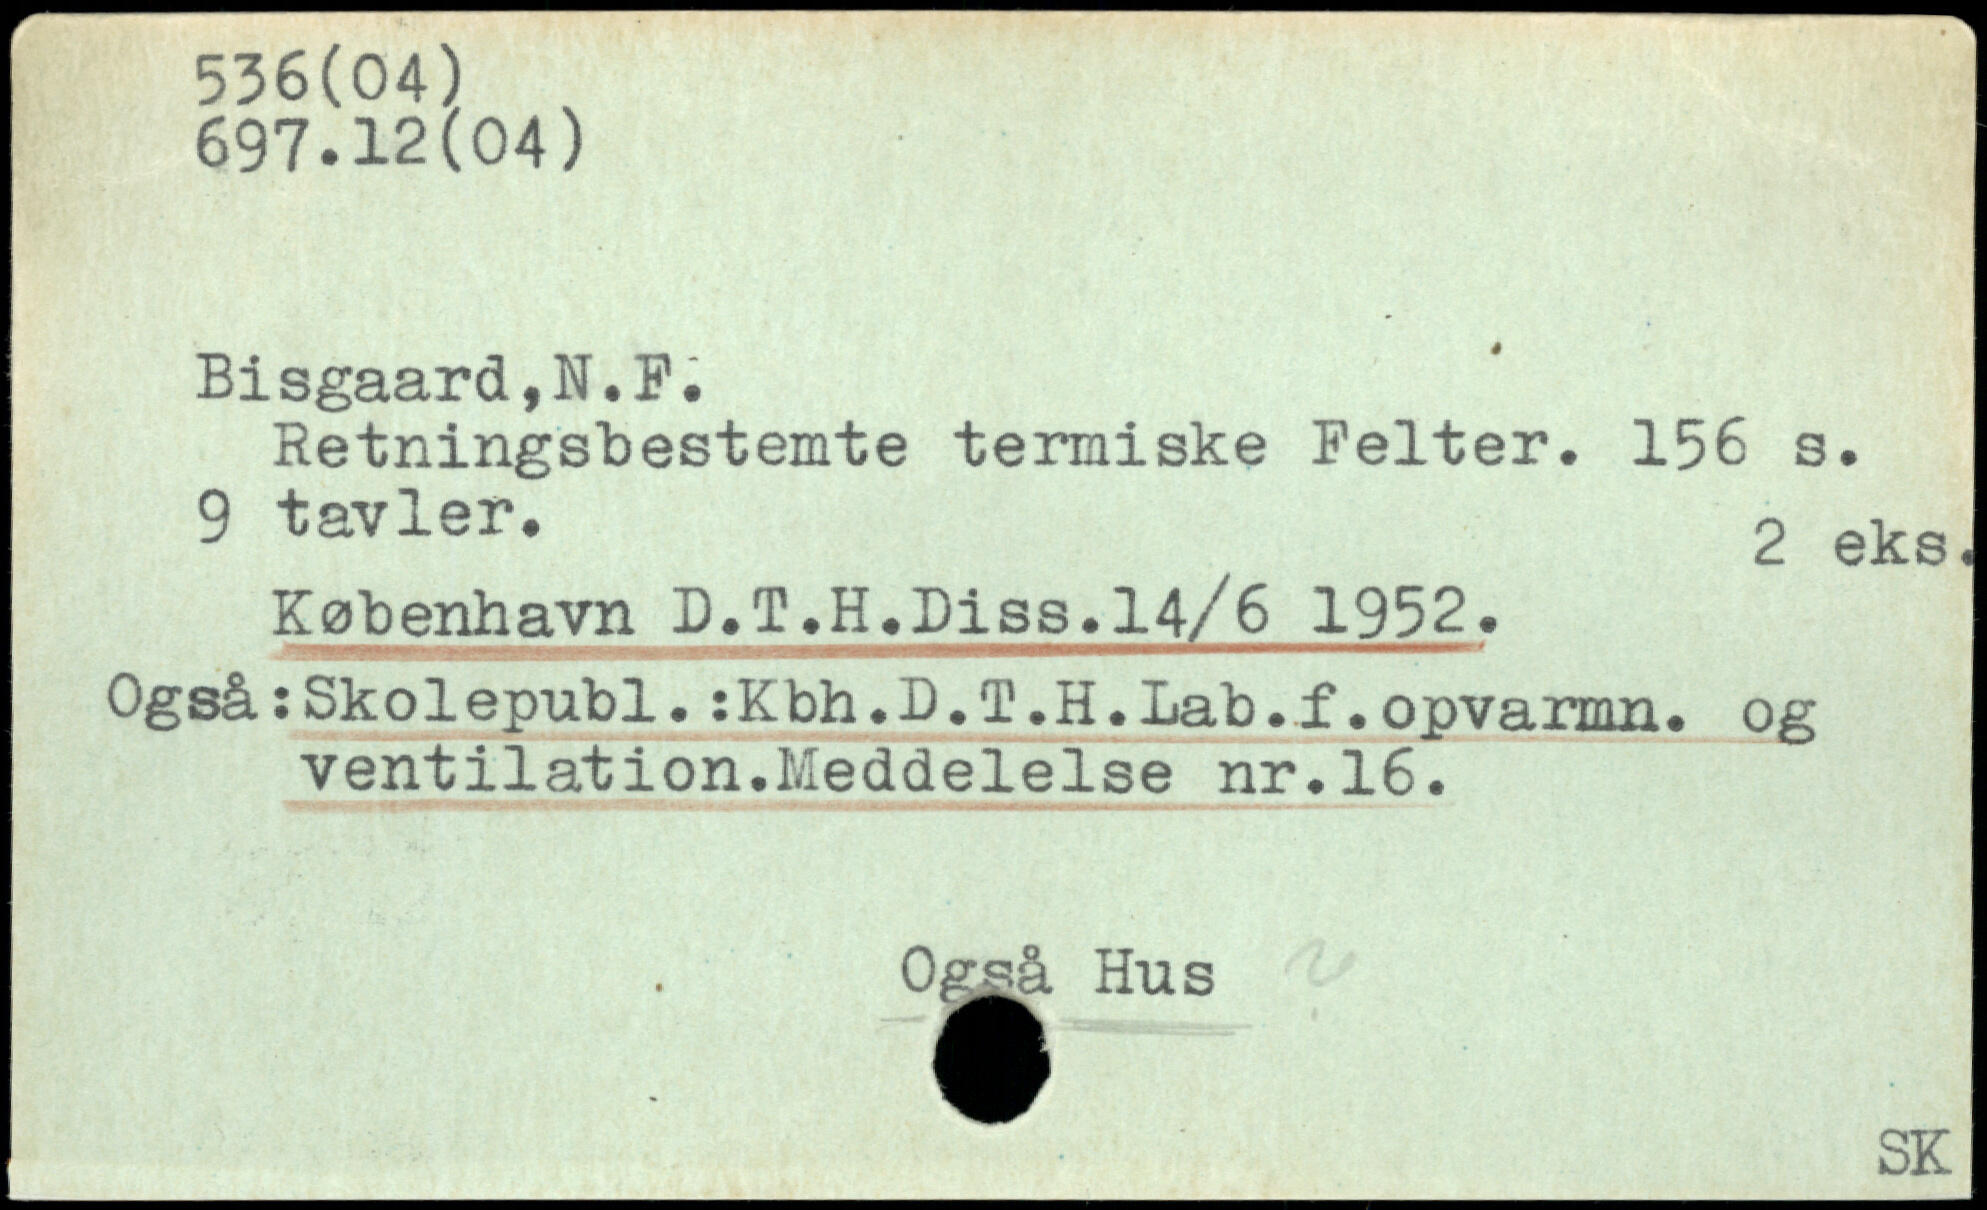 536(04)
697.12(04)
Bisgaard,N.F.
Retningsbestemte termiske Felter. 156 s.
9 tavler.
2 eks.
København D.T.H.Diss.14/6 1952.
Også:Skolepubl.:Kbh.D.T.H.Lab.f.opvarmn. og
ventilation.Meddelelse nr.16.
Også Hus ?
SK